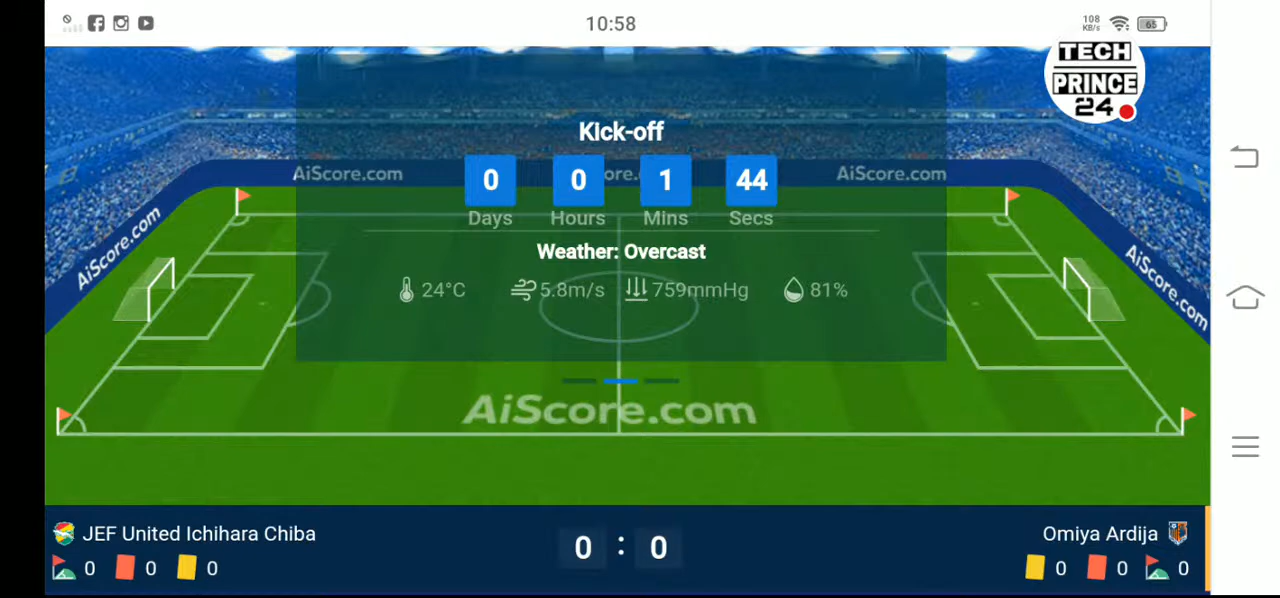 10:58
108
KB/s
65
TECH
PRINCE
24
Kick-off
AiScore.com
ore.
AiScore.com
0
0
1
44
Days
Hours
Mins
Secs
AiScore.com
AiScore.com
Weather: Overcast
24°C
5.8m/s
759mmHg
81%
AiScore.com
JEF United Ichihara Chiba
0 : 0
Omiya Ardija
0 0 0
0 0 0